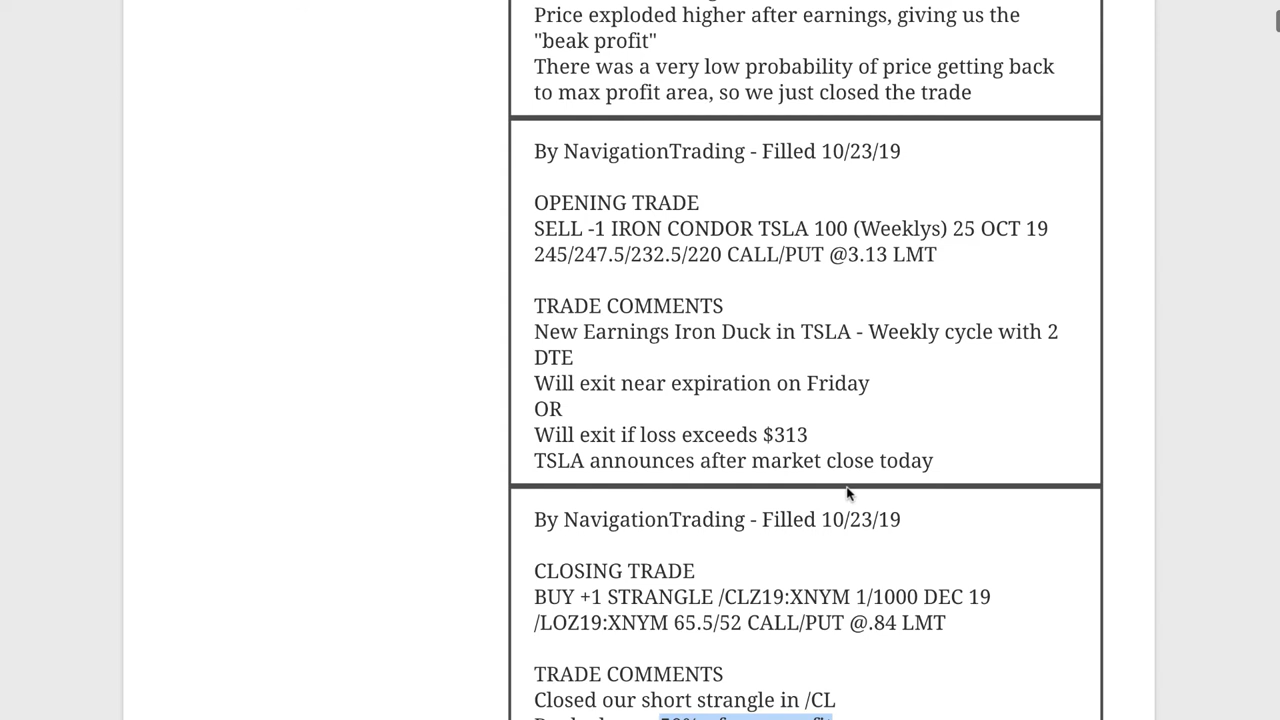 Price exploded higher after earnings, giving us the
"beak profit"
There was a very low probability of price getting back
to max profit area, so we just closed the trade
By NavigationTrading - Filled 10/23/19
OPENING TRADE
SELL -1 IRON CONDOR TSLA 100 (Weeklys) 25 OCT 19
245/247.5/232.5/220 CALL/PUT @3.13 LMT
TRADE COMMENTS
New Earnings Iron Duck in TSLA - Weekly cycle with 2
DTE
Will exit near expiration on Friday
OR
Will exit if loss exceeds $313
TSLA announces after market close today
By NavigationTrading - Filled 10/23/19
CLOSING TRADE
BUY +1 STRANGLE /CLZ19:XNYM 1/1000 DEC 19
/LOZ19:XNYM 65.5/52 CALL/PUT @.84 LMT
TRADE COMMENTS
Closed our short strangle in /CL